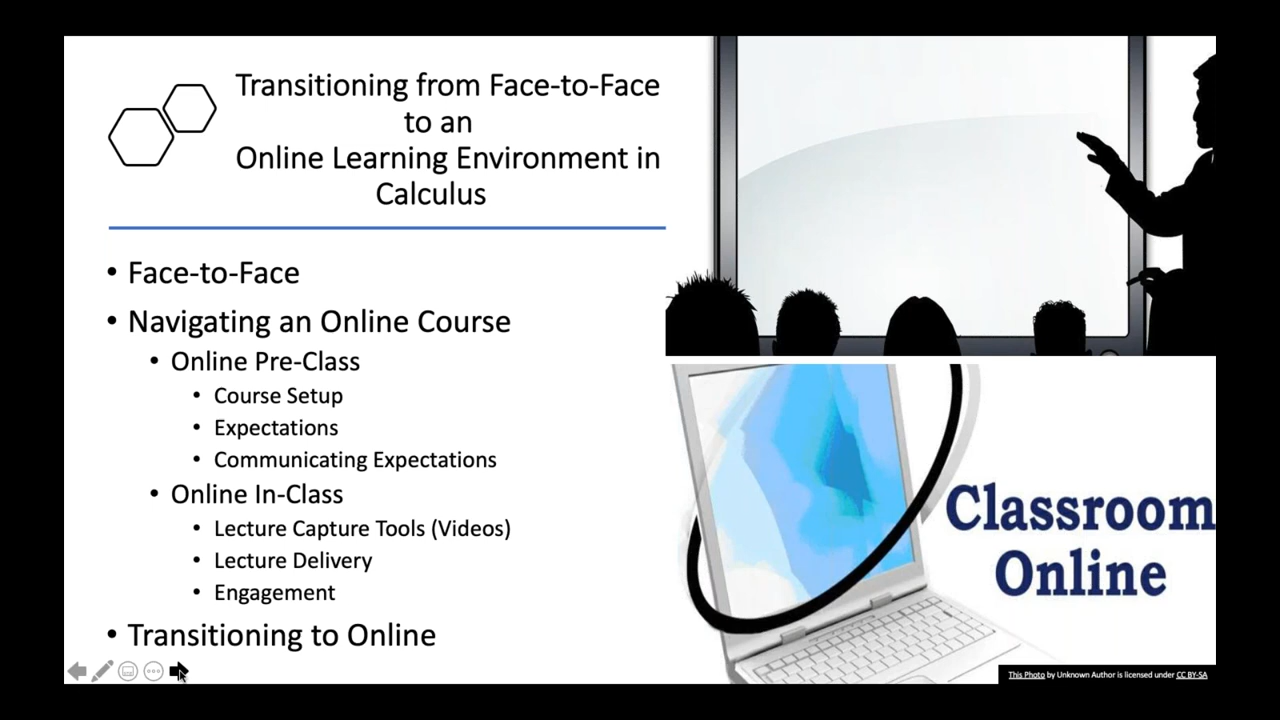 Transitioning from Face-to-Face
to an
Online Learning Environment in
Calculus
• Face-to-Face
• Navigating an Online Course
• Online Pre-Class
• Course Setup
• Expectations
• Communicating Expectations
• Online In-Class
• Lecture Capture Tools (Videos)
• Lecture Delivery
• Engagement
• Transitioning to Online
Classroom
Online
This Photo by Unknown Author is licensed under CC BY-SA